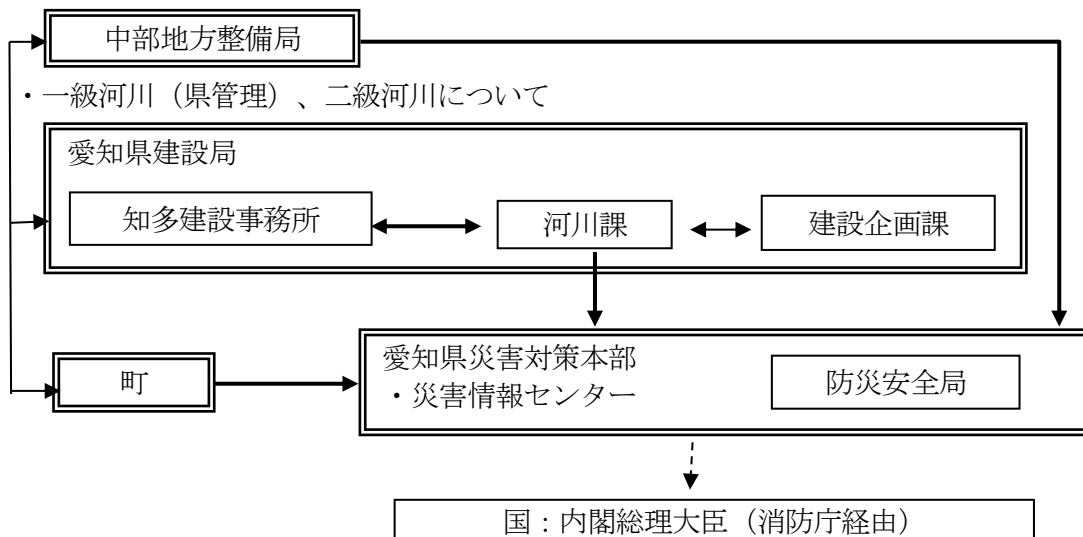 中部地方整備局
・一級河川（県管理）、二級河川について
愛知県建設局
知多建設事務所
河川課
建設企画課
町
愛知県災害対策本部
・災害情報センター
防災安全局
国：内閣総理大臣（消防庁経由）